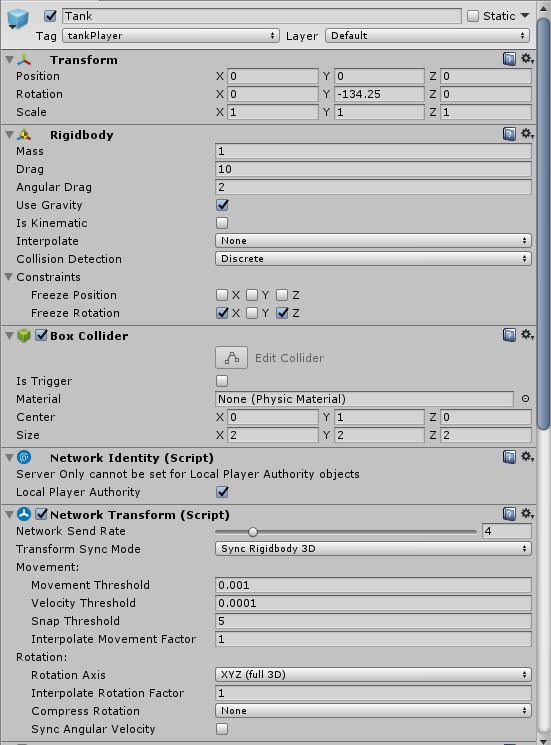 Tank Static
Tag tankPlayer Layer Default
Transform
Position X 0 Y 0 Z 0
Rotation X 0 Y -134.25 Z 0
Scale X 1 Y 1 Z 1
Rigidbody
Mass 1
Drag 10
Angular Drag 2
Use Gravity
Is Kinematic
Interpolate None
Collision Detection Discrete
Constraints
Freeze Position X Y Z
Freeze Rotation X Y Z
Box Collider
Edit Collider
Is Trigger
Material None (Physic Material)
Center X 0 Y 1 Z 0
Size X 2 Y 2 Z 2
Network Identity (Script)
Server Only cannot be set for Local Player Authority objects
Local Player Authority
Network Transform (Script)
Network Send Rate 4
Transform Sync Mode Sync Rigidbody 3D
Movement:
Movement Threshold 0.001
Velocity Threshold 0.0001
Snap Threshold 5
Interpolate Movement Factor 1
Rotation:
Rotation Axis XYZ (full 3D)
Interpolate Rotation Factor 1
Compress Rotation None
Sync Angular Velocity